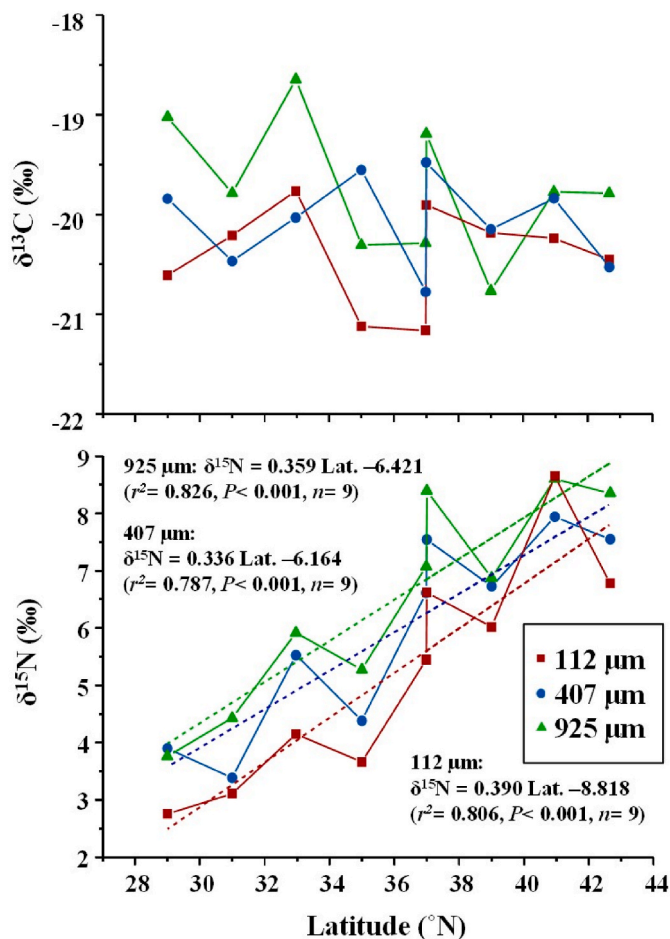 -18
-19
-20
-21
-22
δ¹³C (‰)
925 μm: δ¹⁵N = 0.359 Lat. –6.421
(r²= 0.826, P< 0.001, n= 9)
407 μm:
δ¹⁵N = 0.336 Lat. –6.164
(r²= 0.787, P< 0.001, n= 9)
9
8
7
6
5
4
3
2
δ¹⁵N (‰)
112 μm
407 μm
925 μm
112 μm:
δ¹⁵N = 0.390 Lat. –8.818
(r²= 0.806, P< 0.001, n= 9)
28 30 32 34 36 38 40 42 44
Latitude (°N)